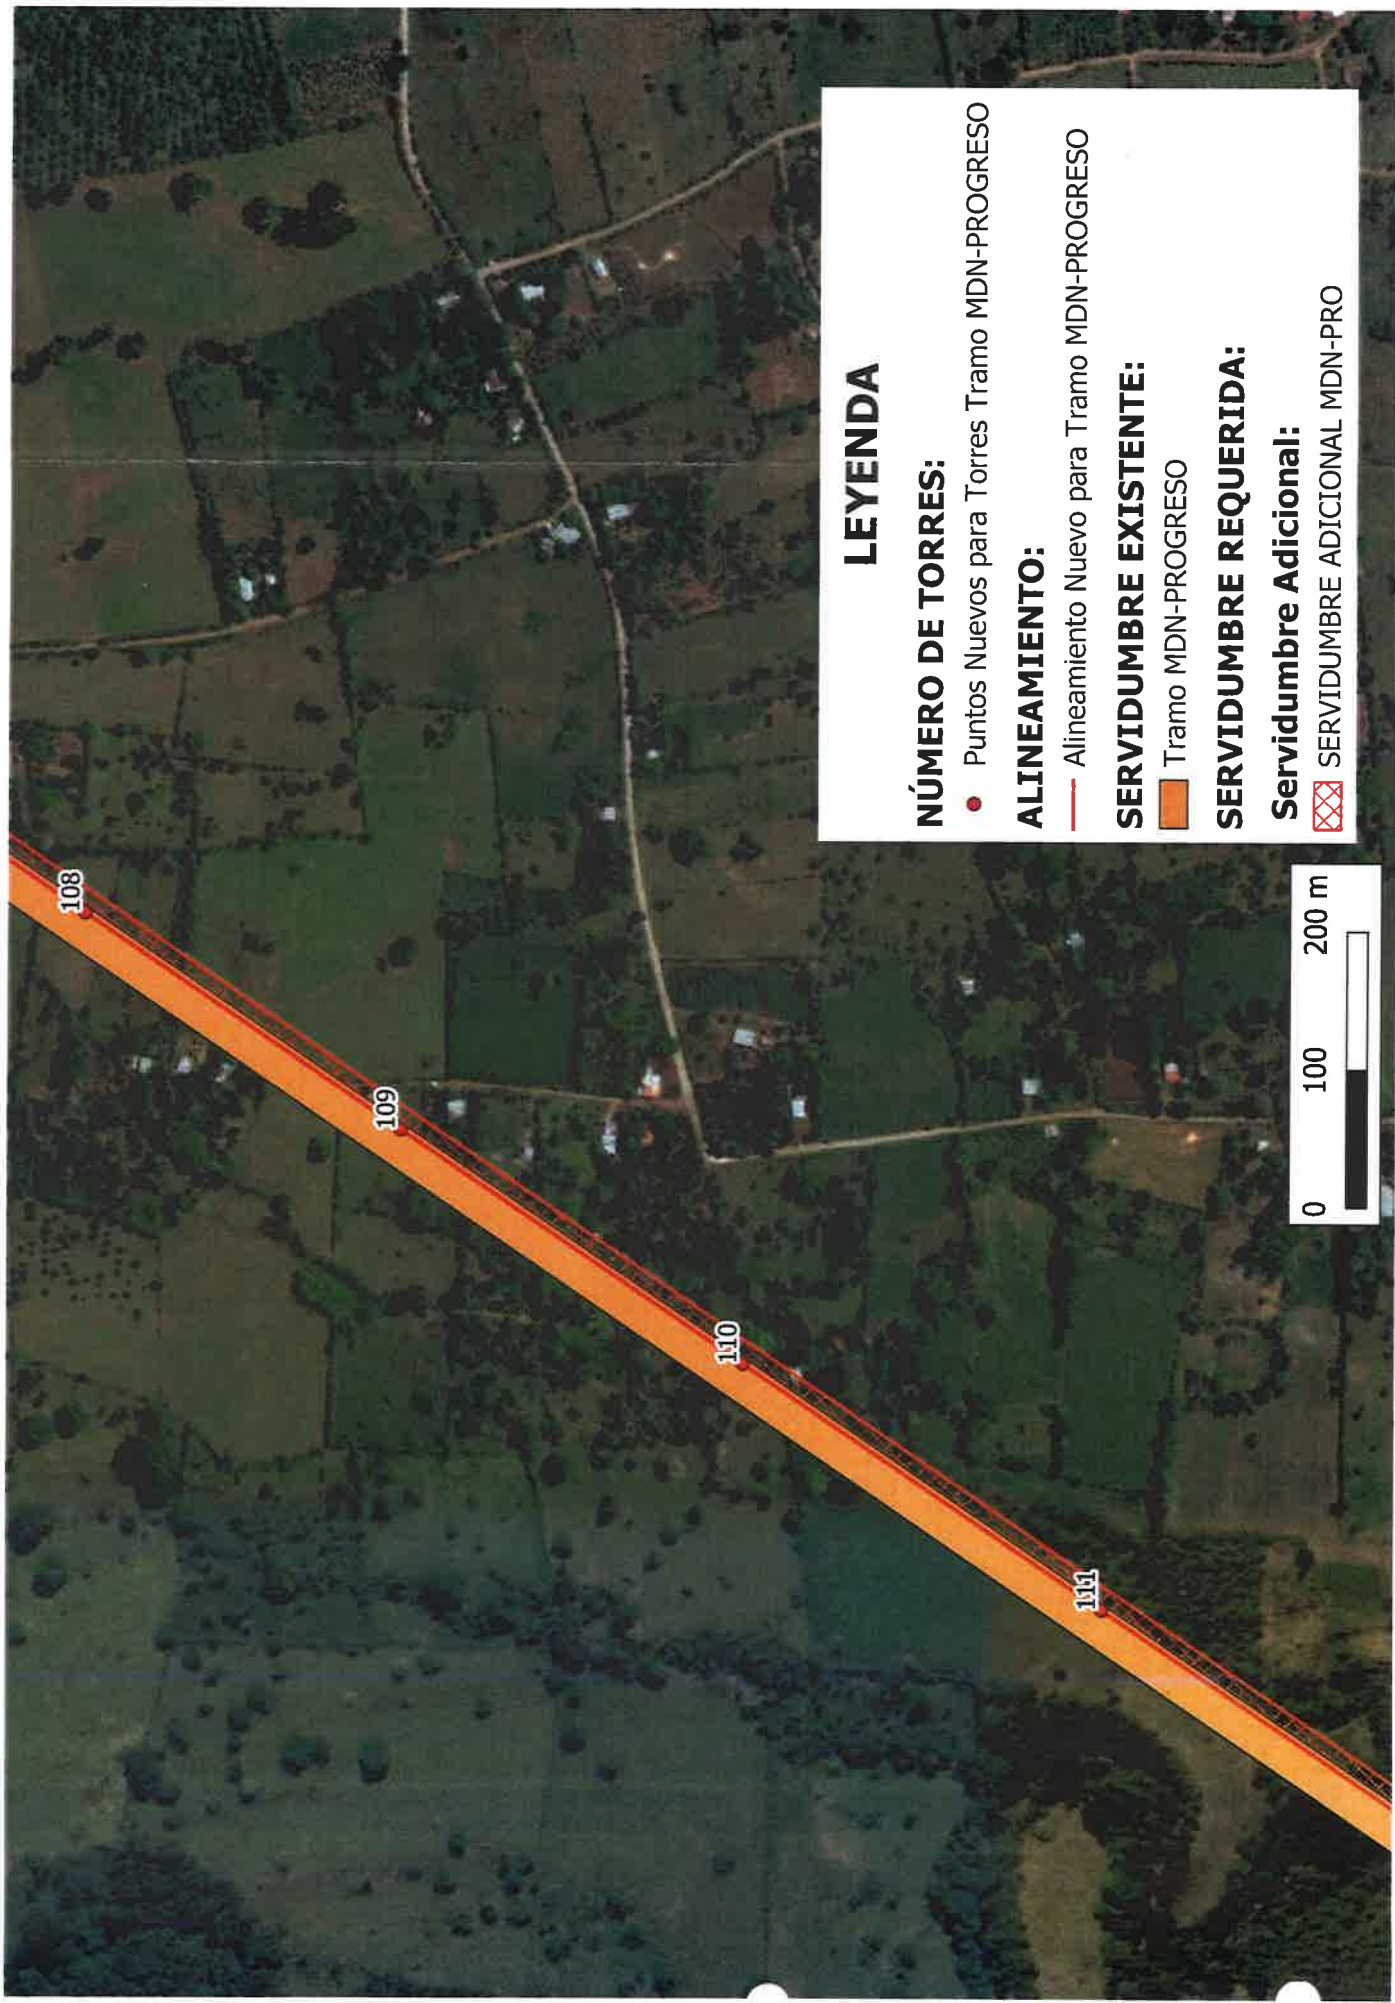 108
109
110
111
LEYENDA
NÚMERO DE TORRES:
Puntos Nuevos para Torres Tramo MDN-PROGRESO
ALINEAMIENTO:
Alineamiento Nuevo para Tramo MDN-PROGRESO
SERVIDUMBRE EXISTENTE:
Tramo MDN-PROGRESO
SERVIDUMBRE REQUERIDA:
Servidumbre Adicional:
SERVIDUMBRE ADICIONAL MDN-PRO
0 100 200 m